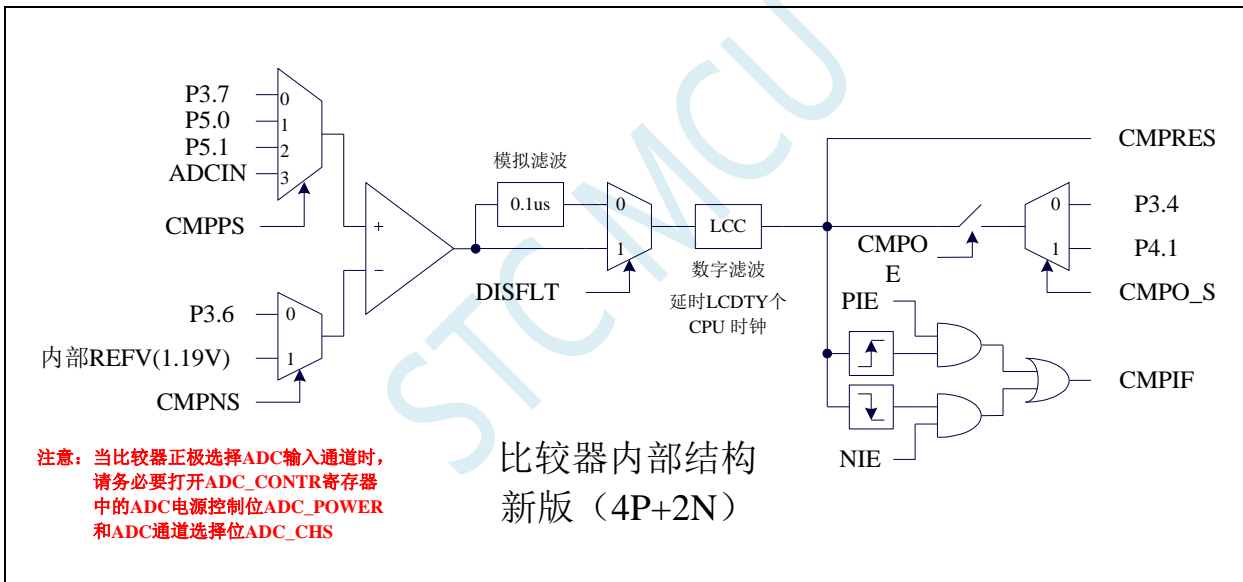 STC MCU
P3.7
P5.0
P5.1
ADCIN
0
1
2
3
CMPPS
+
−
P3.6
内部REFV(1.19V)
0
1
CMPNS
模拟滤波
0.1us
0
1
DISFLT
LCC
数字滤波
延时LCDTY个
CPU 时钟
CMPRES
CMPO
E
0
1
P3.4
P4.1
CMPO_S
PIE
NIE
CMPIF
注意：当比较器正极选择ADC输入通道时，
请务必要打开ADC_CONTR寄存器
中的ADC电源控制位ADC_POWER
和ADC通道选择位ADC_CHS
比较器内部结构
新版（4P+2N）